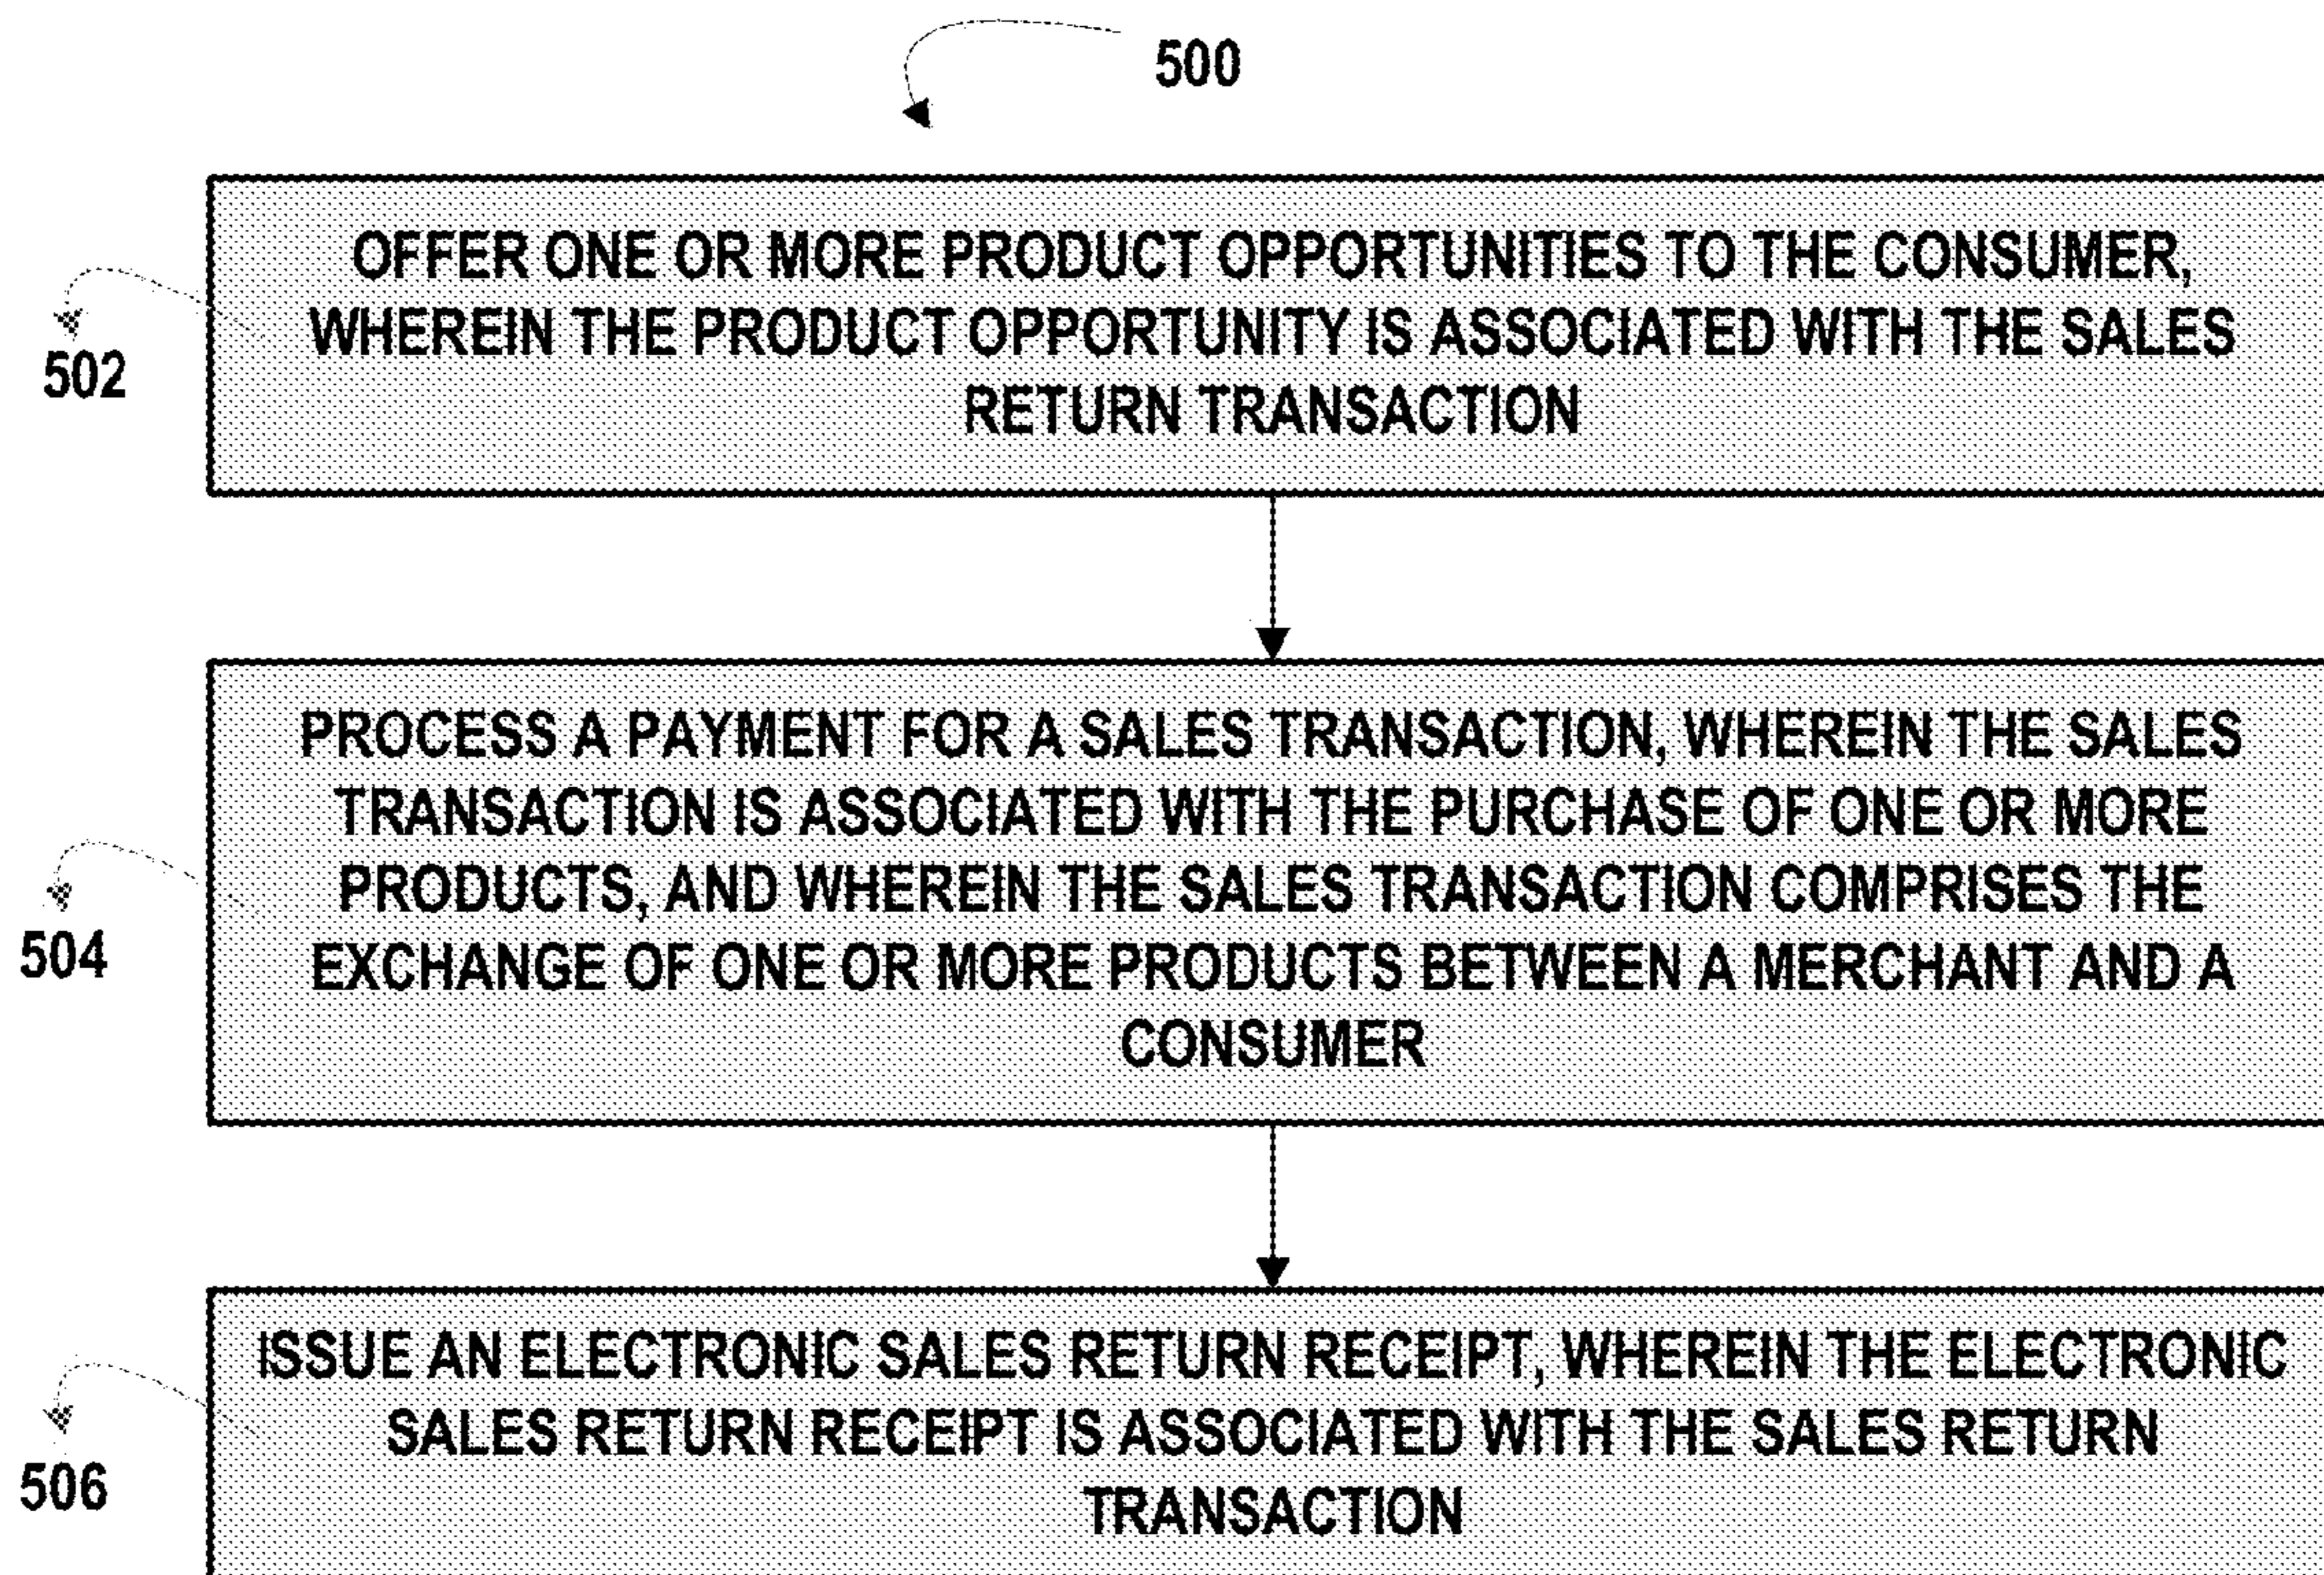 500
OFFER ONE OR MORE PRODUCT OPPORTUNITIES TO THE CONSUMER,
WHEREIN THE PRODUCT OPPORTUNITY IS ASSOCIATED WITH THE SALES
RETURN TRANSACTION
502
PROCESS A PAYMENT FOR A SALES TRANSACTION, WHEREIN THE SALES
TRANSACTION IS ASSOCIATED WITH THE PURCHASE OF ONE OR MORE
PRODUCTS, AND WHEREIN THE SALES TRANSACTION COMPRISES THE
EXCHANGE OF ONE OR MORE PRODUCTS BETWEEN A MERCHANT AND A
CONSUMER
504
ISSUE AN ELECTRONIC SALES RETURN RECEIPT, WHEREIN THE ELECTRONIC
SALES RETURN RECEIPT IS ASSOCIATED WITH THE SALES RETURN
TRANSACTION
506